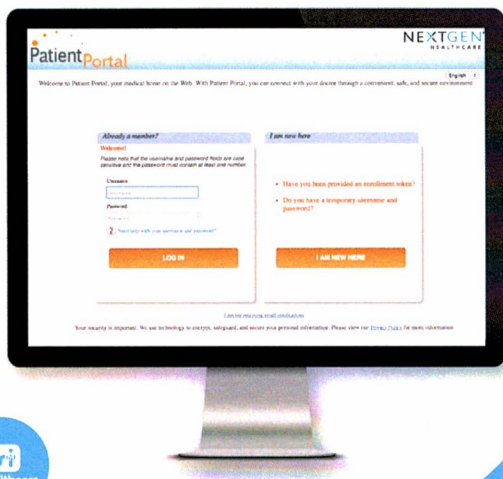 PatientPortal
NEXTGEN
HEALTHCARE
English
Welcome to Patient Portal, your medical home on the Web. With Patient Portal, you can connect with your doctor through a convenient, safe, and secure environment.
Already a member?
Welcome!
Please note that the username and password fields are case
sensitive and the password must contain at least one number.
Username
Password
Need help with your username and password?
LOG IN
I am new here
• Have you been provided an enrollment token?
• Do you have a temporary username and
password?
I AM NEW HERE
I am not receiving email notifications
Your security is important. We use technology to encrypt, safeguard, and secure your personal information. Please view our Privacy Policy for more information.